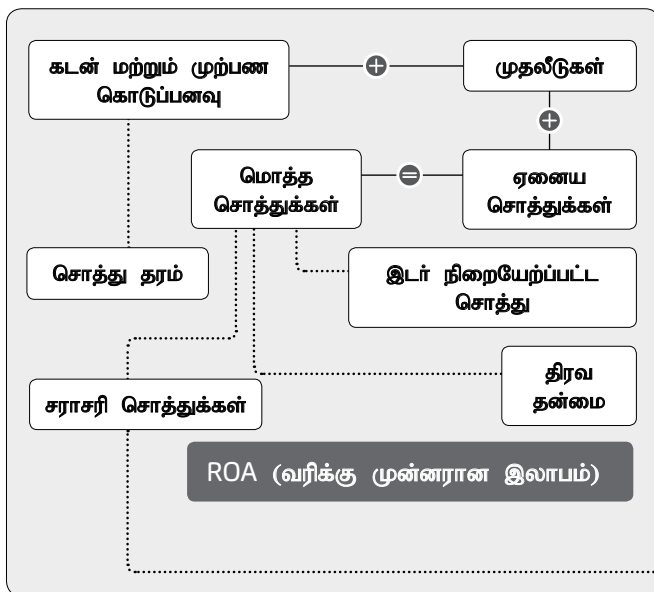 கடன் மற்றும் முற்பண
கொடுப்பனவு
முதலீடுகள்
மொத்த
சொத்துக்கள்
ஏனைய
சொத்துக்கள்
சொத்து தரம்
இடர் நிறையேற்ப்பட்ட
சொத்து
சராசரி சொத்துக்கள்
திரவ
தன்மை
ROA (வரிக்கு முன்னரான இலாபம்)